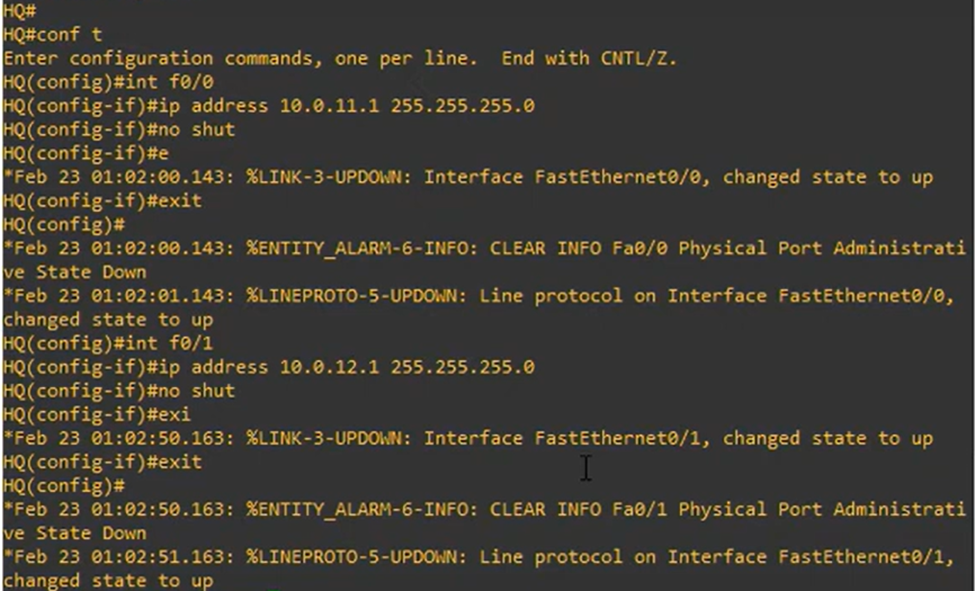 HQ#
HQ#conf t
Enter configuration commands, one per line.  End with CNTL/Z.
HQ(config)#int f0/0
HQ(config-if)#ip address 10.0.11.1 255.255.255.0
HQ(config-if)#no shut
HQ(config-if)#e
*Feb 23 01:02:00.143: %LINK-3-UPDOWN: Interface FastEthernet0/0, changed state to up
HQ(config-if)#exit
HQ(config)#
*Feb 23 01:02:00.143: %ENTITY_ALARM-6-INFO: CLEAR INFO Fa0/0 Physical Port Administrati
ve State Down
*Feb 23 01:02:01.143: %LINEPROTO-5-UPDOWN: Line protocol on Interface FastEthernet0/0,
changed state to up
HQ(config)#int f0/1
HQ(config-if)#ip address 10.0.12.1 255.255.255.0
HQ(config-if)#no shut
HQ(config-if)#exi
*Feb 23 01:02:50.163: %LINK-3-UPDOWN: Interface FastEthernet0/1, changed state to up
HQ(config-if)#exit
HQ(config)#
*Feb 23 01:02:50.163: %ENTITY_ALARM-6-INFO: CLEAR INFO Fa0/1 Physical Port Administrati
ve State Down
*Feb 23 01:02:51.163: %LINEPROTO-5-UPDOWN: Line protocol on Interface FastEthernet0/1,
changed state to up